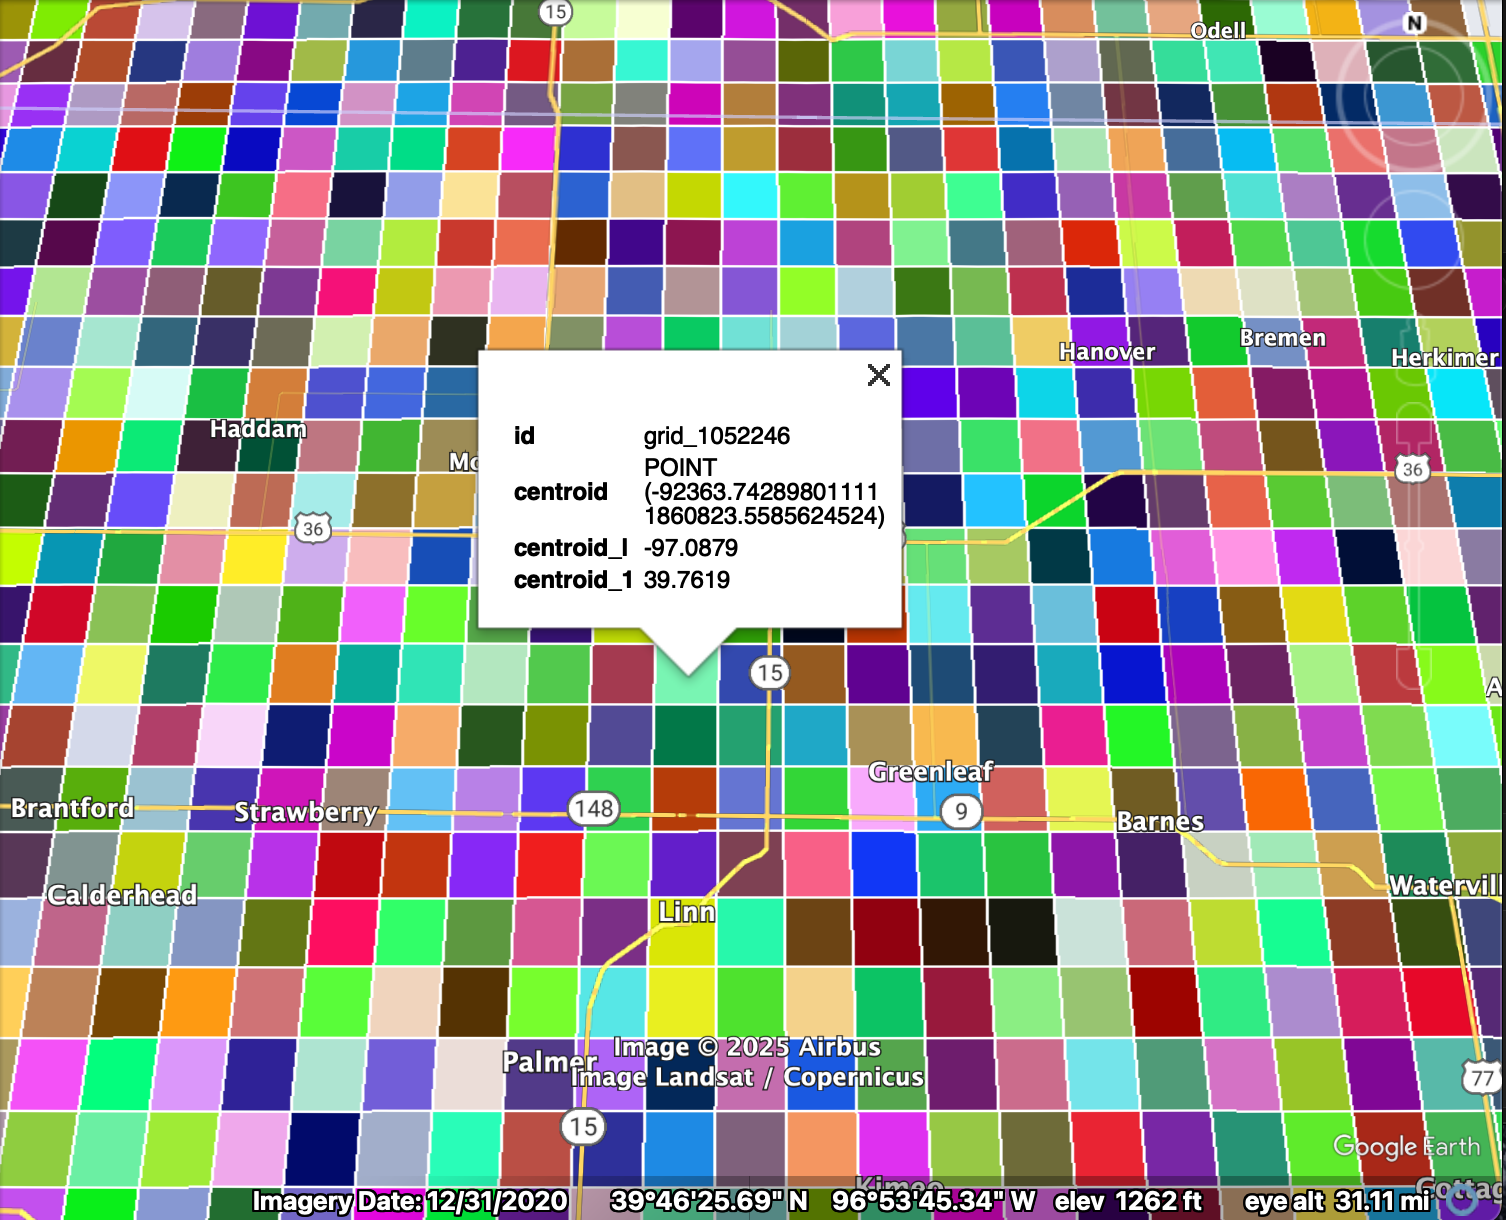 15
Odell
N
Hanover
Bremen
Herkimer
Haddam
36
36
id grid_1052246
centroid POINT
(-92363.74289801111
1860823.5585624524)
centroid_l -97.0879
centroid_1 39.7619
15
Greenleaf
Brantford
Strawberry
148
9
Barnes
Calderhead
Watervill
Linn
Palmer
Image © 2025 Airbus
Image Landsat / Copernicus
77
15
Google Earth
Kimeo
Cottag
Imagery Date: 12/31/2020 39°46'25.69" N 96°53'45.34" W elev 1262 ft eye alt 31.11 mi